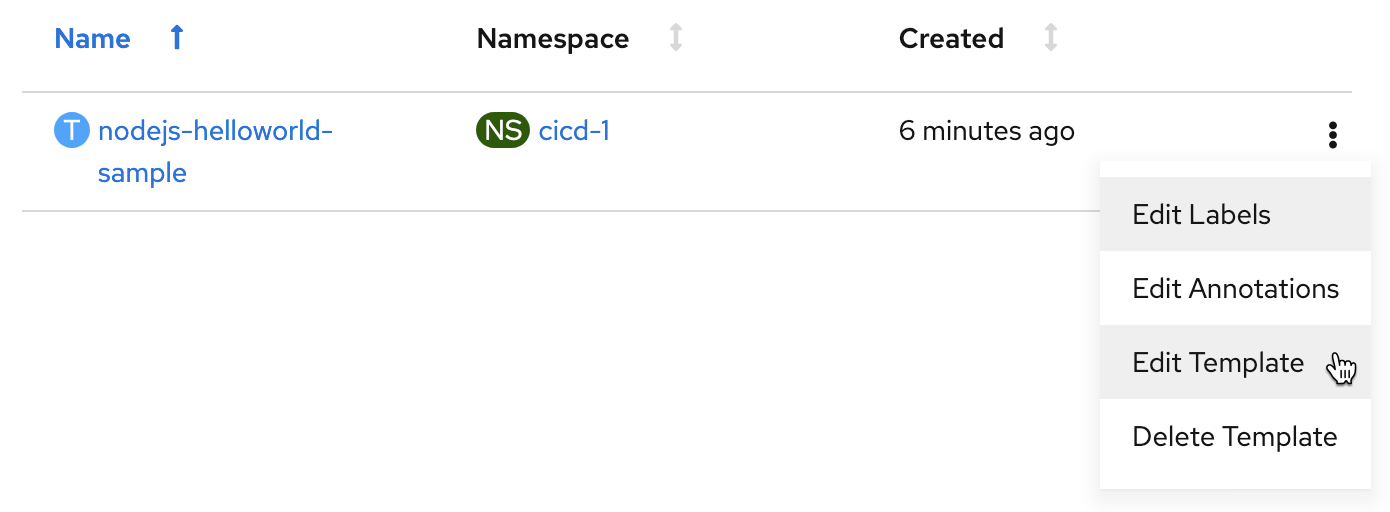 Name Namespace Created
T nodejs-helloworld- NS cicd-1 6 minutes ago
sample
Edit Labels
Edit Annotations
Edit Template
Delete Template